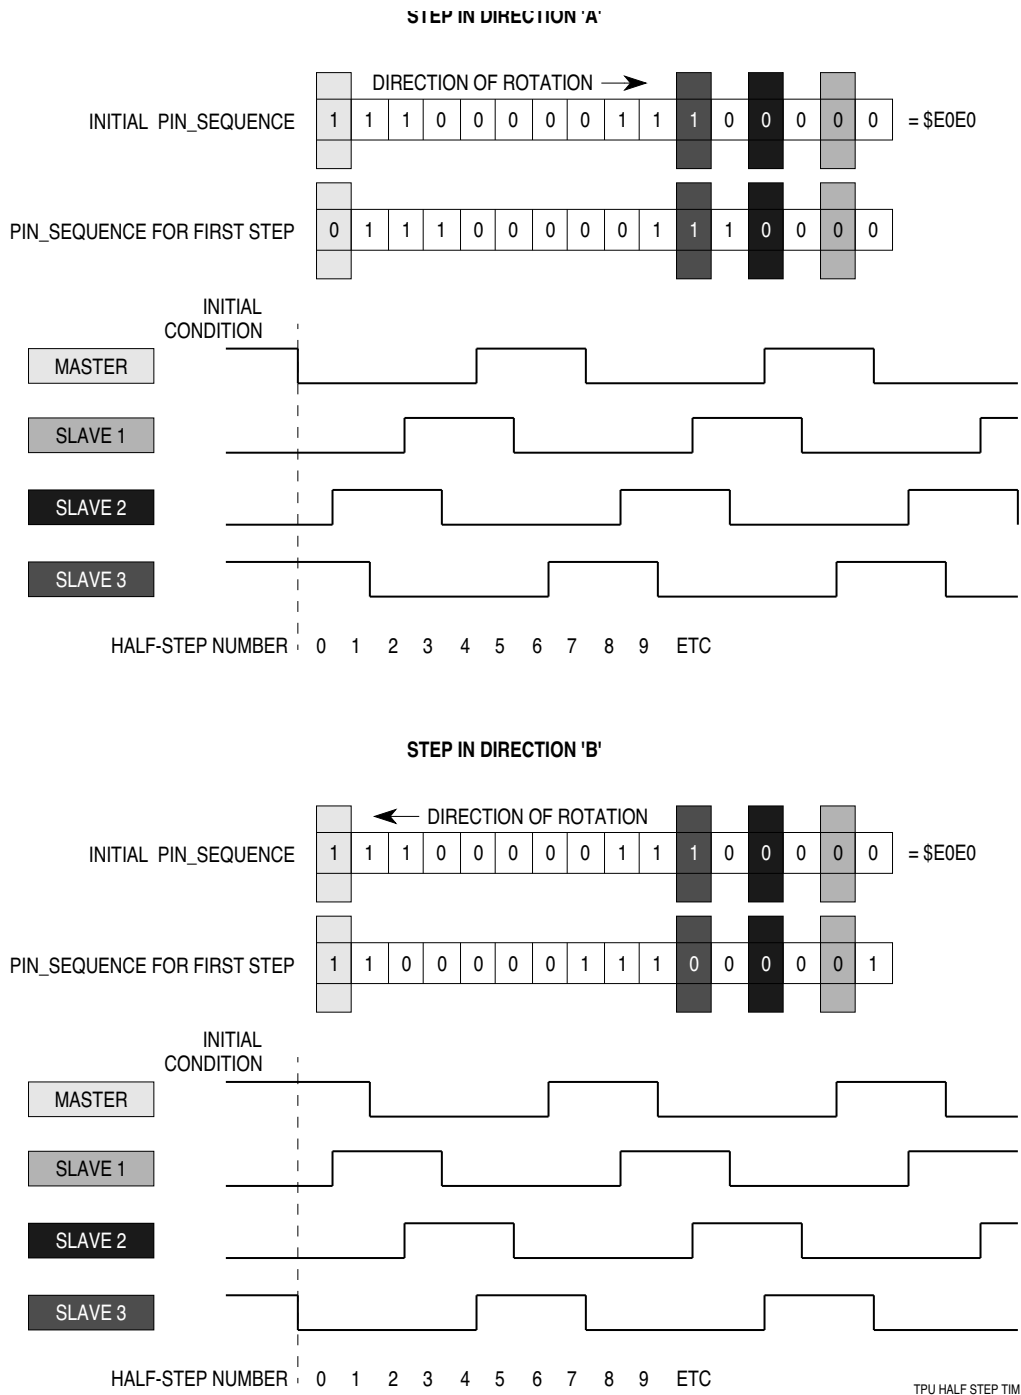 STEP IN DIRECTION 'A'
DIRECTION OF ROTATION
INITIAL PIN_SEQUENCE 1 1 1 0 0 0 0 0 1 1 1 0 0 0 0 0 = $E0E0
PIN_SEQUENCE FOR FIRST STEP 0 1 1 1 0 0 0 0 0 1 1 1 0 0 0 0
INITIAL
CONDITION
MASTER
SLAVE 1
SLAVE 2
SLAVE 3
HALF-STEP NUMBER 0 1 2 3 4 5 6 7 8 9 ETC
STEP IN DIRECTION 'B'
DIRECTION OF ROTATION
INITIAL PIN_SEQUENCE 1 1 1 0 0 0 0 0 1 1 1 0 0 0 0 0 = $E0E0
PIN_SEQUENCE FOR FIRST STEP 1 1 0 0 0 0 0 1 1 1 0 0 0 0 0 1
INITIAL
CONDITION
MASTER
SLAVE 1
SLAVE 2
SLAVE 3
HALF-STEP NUMBER 0 1 2 3 4 5 6 7 8 9 ETC
TPU HALF STEP TIM